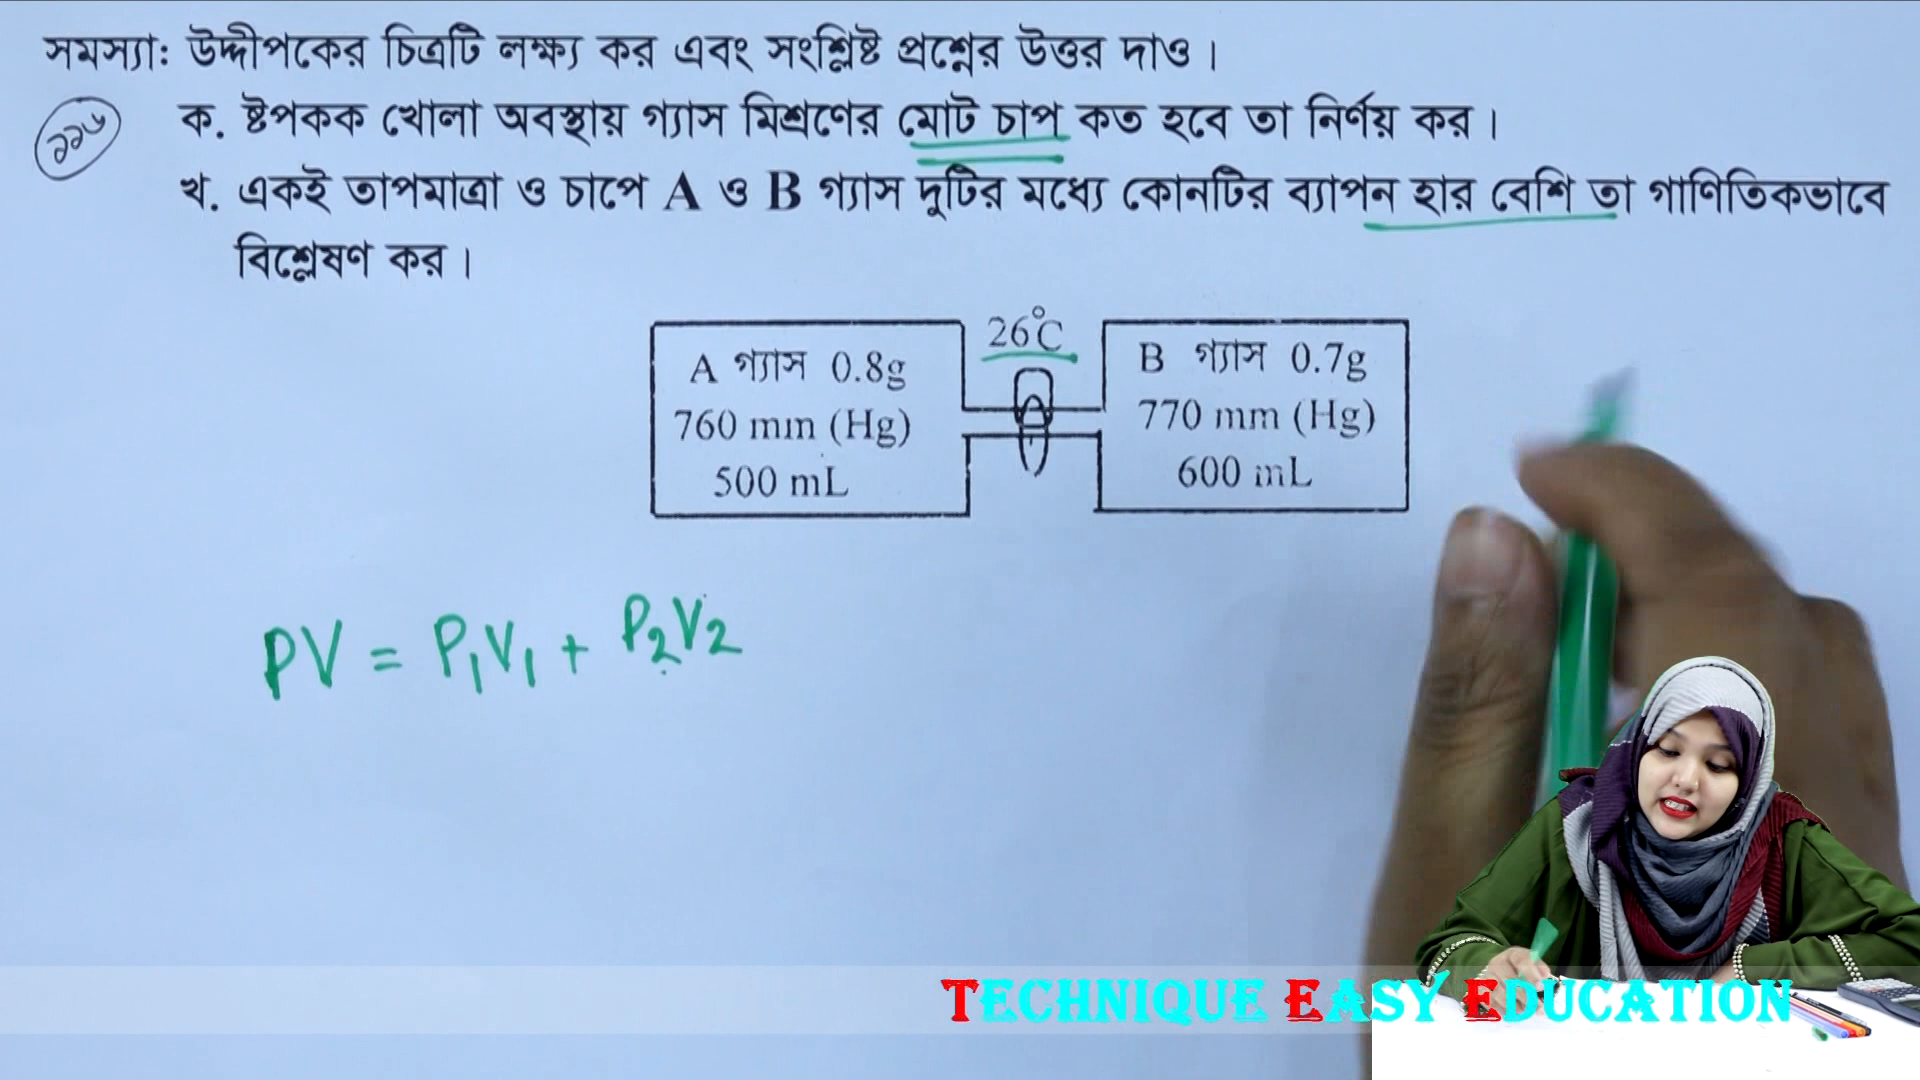 সমস্যা: উদ্দীপকের চিত্রটি লক্ষ্য কর এবং সংশ্লিষ্ট প্রশ্নের উত্তর দাও।
১১৬
ক. ষ্টপকক খোলা অবস্থায় গ্যাস মিশ্রণের মোট চাপ কত হবে তা নির্ণয় কর।
খ. একই তাপমাত্রা ও চাপে A ও B গ্যাস দুটির মধ্যে কোনটির ব্যাপন হার বেশি তা গাণিতিকভাবে
বিশ্লেষণ কর।
26°C
A গ্যাস 0.8g
760 mm (Hg)
500 mL
B গ্যাস 0.7g
770 mm (Hg)
600 mL
PV = P₁V₁ + P₂V₂
TECHNIQUE EASY EDUCATION